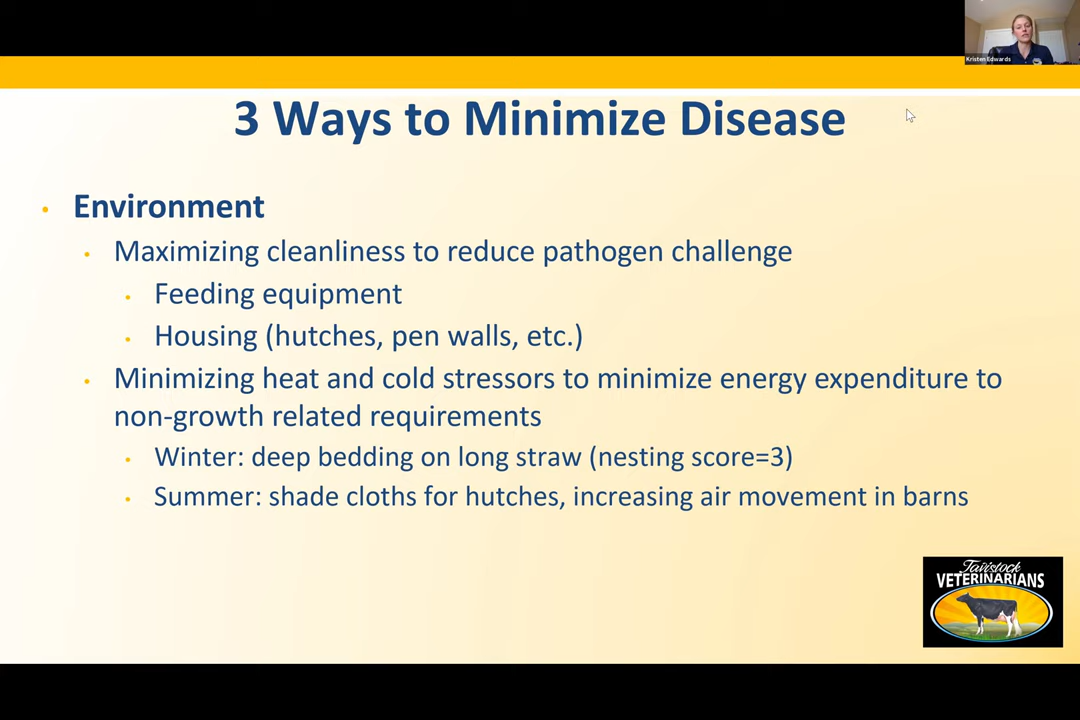 Kristen Edwards
3 Ways to Minimize Disease
• Environment
• Maximizing cleanliness to reduce pathogen challenge
• Feeding equipment
• Housing (hutches, pen walls, etc.)
• Minimizing heat and cold stressors to minimize energy expenditure to
non-growth related requirements
• Winter: deep bedding on long straw (nesting score=3)
• Summer: shade cloths for hutches, increasing air movement in barns
Tavistock
VETERINARIANS